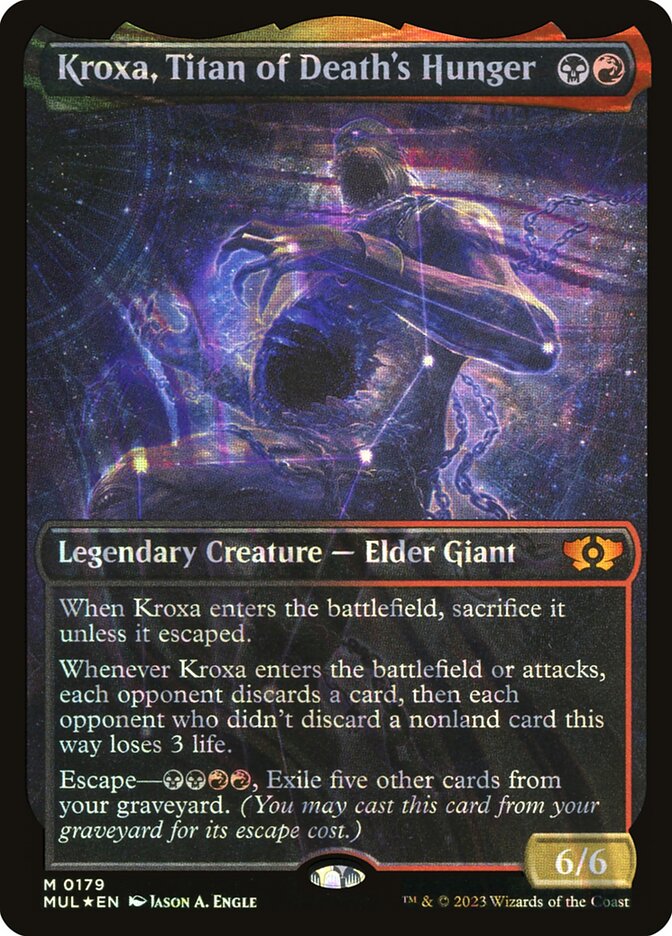 Kroxa, Titan of Death's Hunger
Legendary Creature — Elder Giant
When Kroxa enters the battlefield, sacrifice it
unless it escaped.
Whenever Kroxa enters the battlefield or attacks,
each opponent discards a card, then each
opponent who didn't discard a nonland card this
way loses 3 life.
Escape—, Exile five other cards from
your graveyard. (You may cast this card from your
graveyard for its escape cost.)
6/6
M 0179
MUL★EN Jason A. Engle
™ & © 2023 Wizards of the Coast